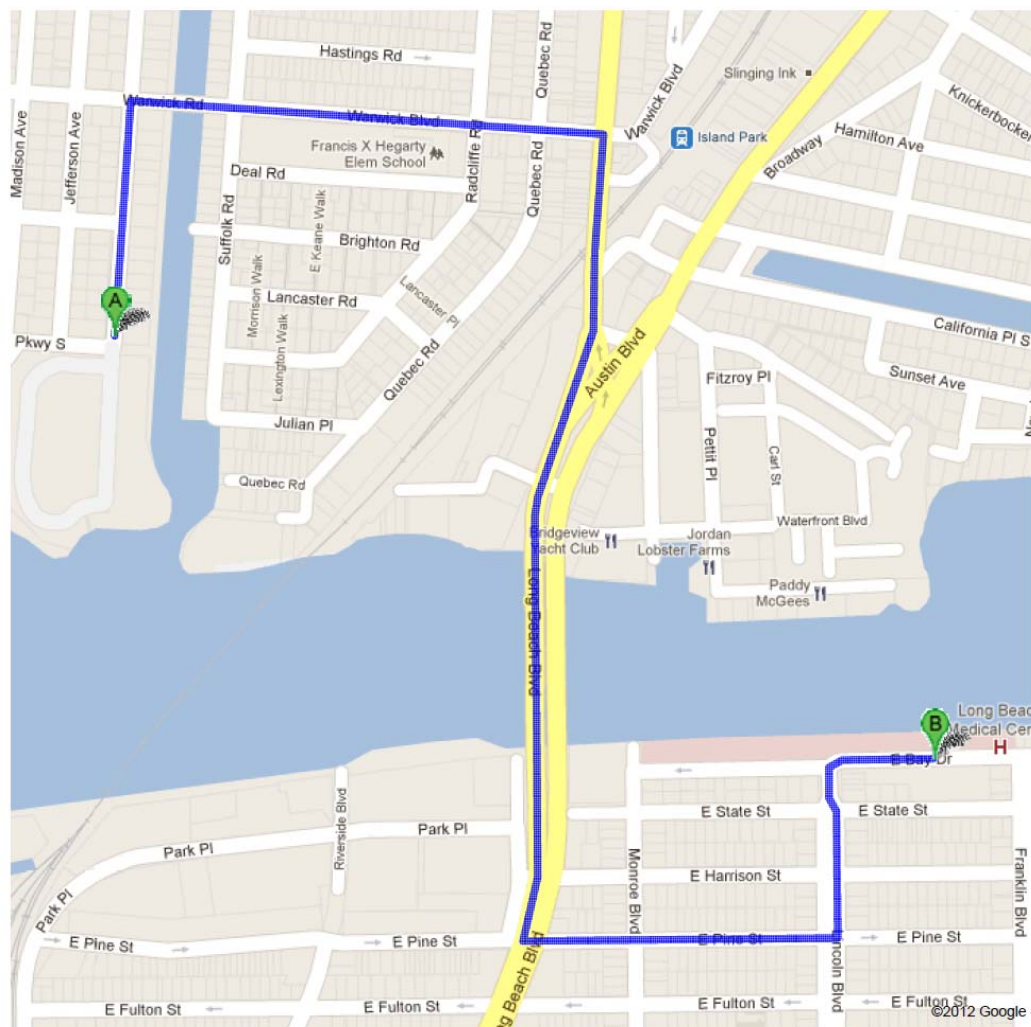 Hastings Rd
Quebec Rd
Warwick Blvd
Slinging Ink
Knickerbocker
Madison Ave
Jefferson Ave
Warwick Rd
Warwick Blvd
Island Park
Hamilton Ave
Broadway
Francis X Hegarty
Elem School
Radcliffe Rd
Quebec Rd
Deal Rd
Suffolk Rd
E Keane Walk
Brighton Rd
Morrison Walk
Lancaster Rd
Lancaster Pl
A
Pkwy S
Lexington Walk
Quebec Rd
Austin Blvd
California Pl S
Sunset Ave
Fitzroy Pl
Julian Pl
Pettit Pl
Carl St
Quebec Rd
Waterfront Blvd
Bridgeview
Yacht Club
Jordan
Lobster Farms
Paddy
McGees
Long Beach Blvd
B
Long Beac
Medical Cen
H
E Bay Dr
Riverside Blvd
E State St
E State St
Park Pl
Park Pl
Monroe Blvd
E Harrison St
Franklin Blvd
Park Pl
E Pine St
E Pine St
E Pine St
E Pine St
Lincoln Blvd
ng Beach Blvd
E Fulton St
E Fulton St
E Fulton St
E Fulton St
©2012 Google